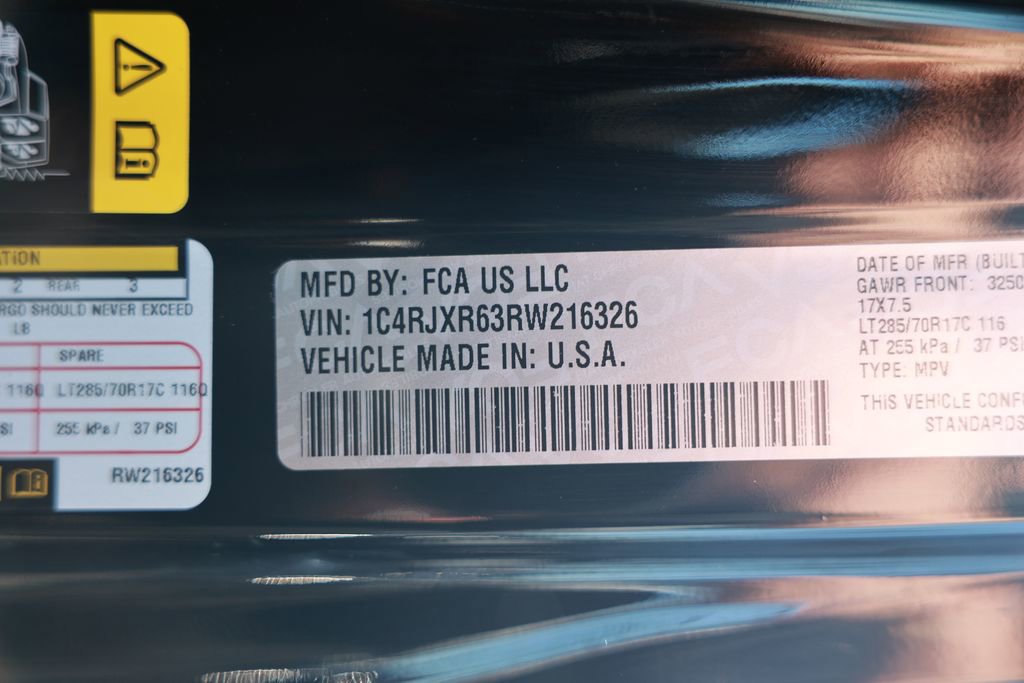 ATION
2 REAR 3
RGO SHOULD NEVER EXCEED
LB
SPARE
116Q LT285/70R17C 116Q
SI 255 kPa / 37 PSI
RW216326
MFD BY: FCA US LLC
VIN: 1C4RJXR63RW216326
VEHICLE MADE IN: U.S.A.
DATE OF MFR (BUILT
GAWR FRONT: 3250
17X7.5
LT285/70R17C 116
AT 255 kPa / 37 PSI
TYPE: MPV
THIS VEHICLE CONF
STANDARDS